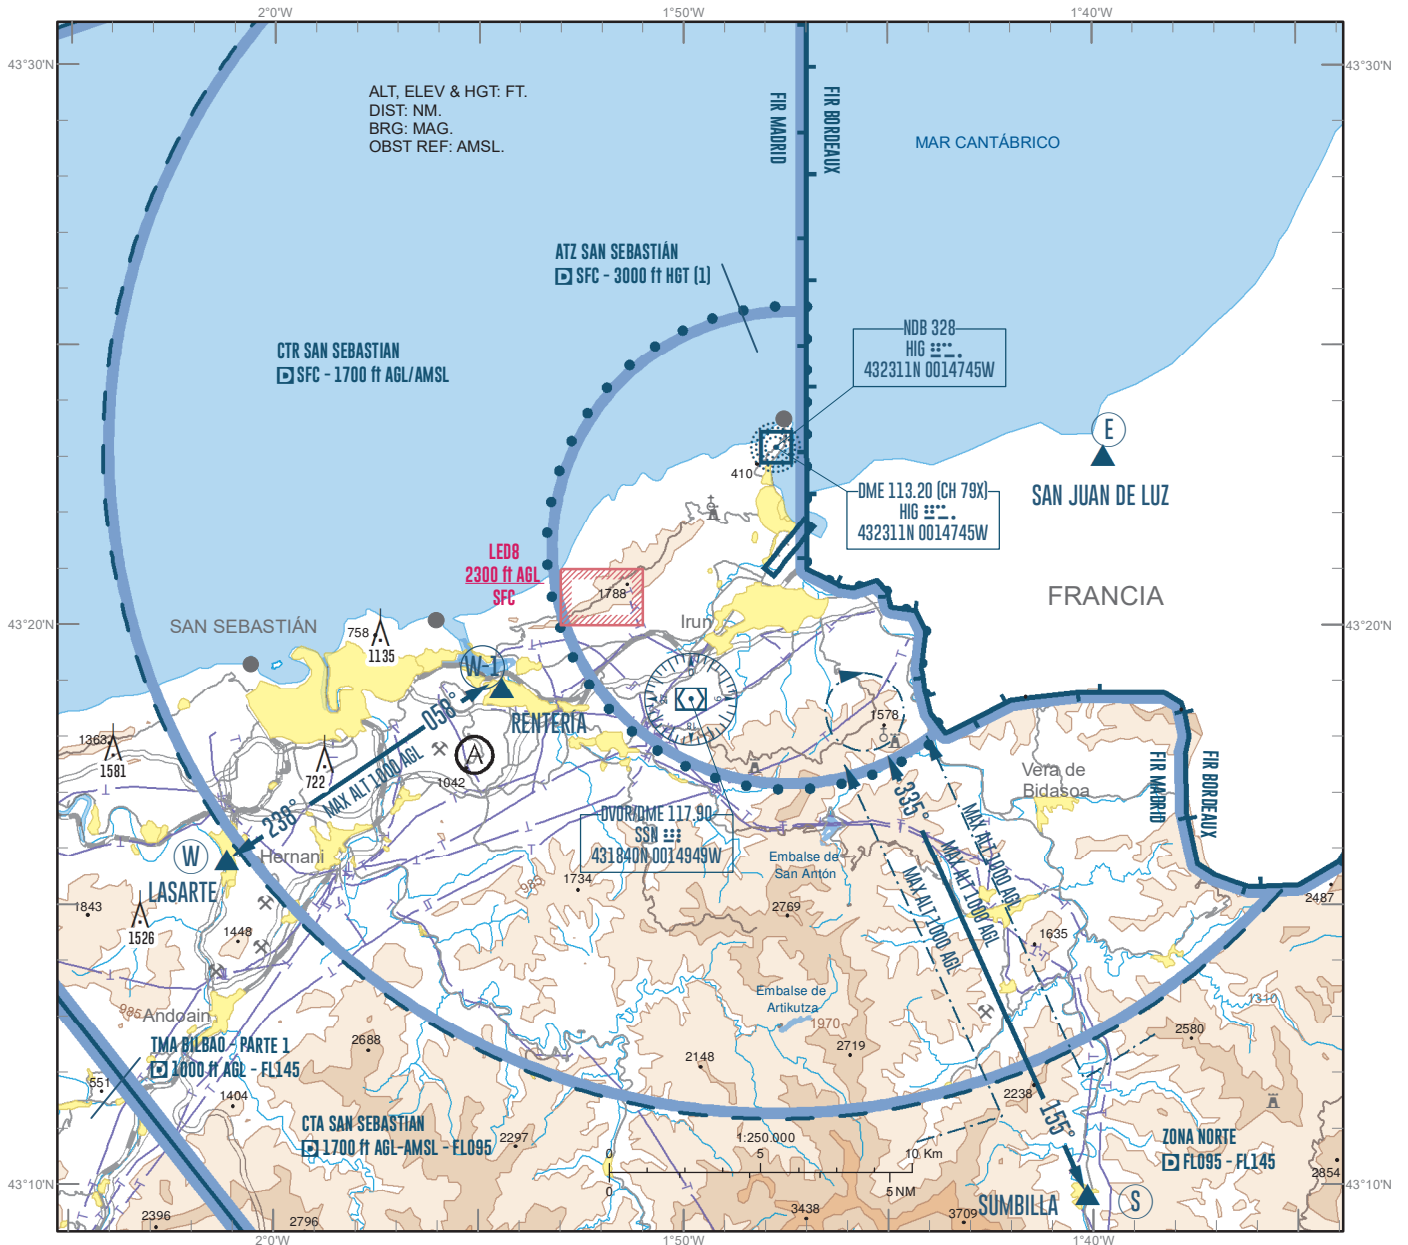 2°0'W
1°50'W
1°40'W
43°30'N
43°30'N
ALT, ELEV & HGT: FT.
DIST: NM.
BRG: MAG.
OBST REF: AMSL.
FIR MADRID
FIR BORDEAUX
MAR CANTÁBRICO
ATZ SAN SEBASTIÁN
D SFC - 3000 ft HGT (1)
NDB 328
HIG
432311N 0014745W
CTR SAN SEBASTIAN
D SFC - 1700 ft AGL/AMSL
E
SAN JUAN DE LUZ
410
DME 113.20 (CH 79X)
HIG
432311N 0014745W
LED8
2300 ft AGL
SFC
1788
FRANCIA
43°20'N
43°20'N
SAN SEBASTIÁN
758
1135
Irun
W-1
RENTERIA
058°
MAX ALT 1000 AGL
238°
1578
1363
1581
722
1042
Vera de
Bidasoa
FIR MADRID
FIR BORDEAUX
DVOR/DME 117.90
SSN
431840N 0014949W
335°
MAX ALT 1000 AGL
MAX ALT 1000 AGL
MAX ALT 1000 AGL
W
LASARTE
Hernani
Embalse de
San Antón
985
1734
2769
2487
1843
1526
1448
1635
Embalse de
Artikutza
1970
1310
985
Andoain
2688
2148
2719
2580
TMA BILBAO - PARTE 1
D 1000 ft AGL - FL145
551
1404
2238
155°
CTA SAN SEBASTIAN
D 1700 ft AGL-AMSL - FL095
2297
1:250.000
0
5
10 Km
0
5 NM
ZONA NORTE
D FL095 - FL145
2854
43°10'N
43°10'N
SUMBILLA
S
2396
2796
3438
3709
2°0'W
1°50'W
1°40'W